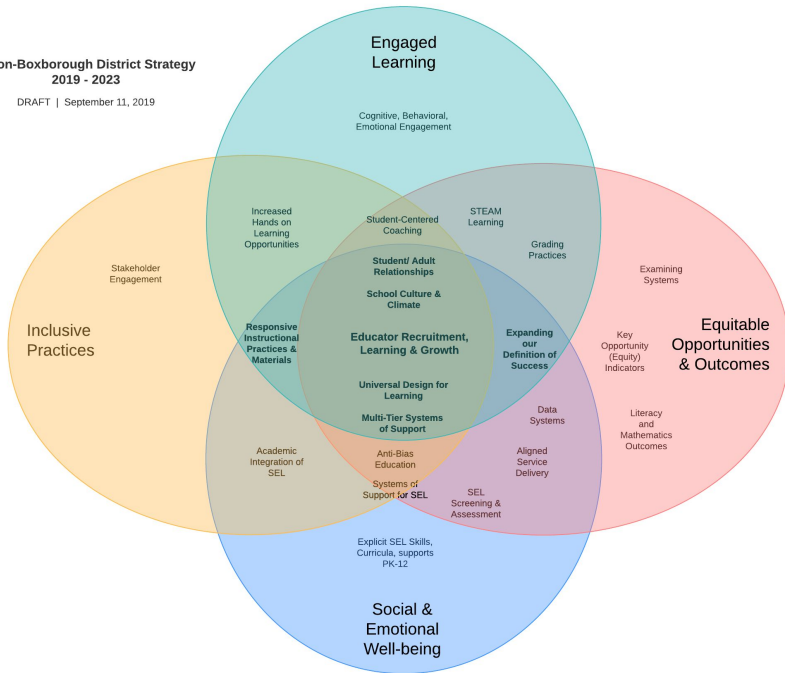 Engaged
Learning
on-Boxborough District Strategy
2019 - 2023
DRAFT | September 11, 2019
Cognitive, Behavioral,
Emotional Engagement
Increased
Hands on
Learning
Opportunities
Student-Centered
Coaching
STEAM
Learning
Grading
Practices
Stakeholder
Engagement
Student/ Adult
Relationships
School Culture &
Climate
Examining
Systems
Inclusive
Practices
Responsive
Instructional
Practices &
Materials
Educator Recruitment,
Learning & Growth
Expanding
our
Definition of
Success
Key
Opportunity
(Equity)
Indicators
Equitable
Opportunities
& Outcomes
Universal Design for
Learning
Multi-Tier Systems
of Support
Data
Systems
Literacy
and
Mathematics
Outcomes
Academic
Integration of
SEL
Anti-Bias
Education
Aligned
Service
Delivery
Systems of
Support for SEL
SEL
Screening &
Assessment
Explicit SEL Skills,
Curricula, supports
PK-12
Social &
Emotional
Well-being